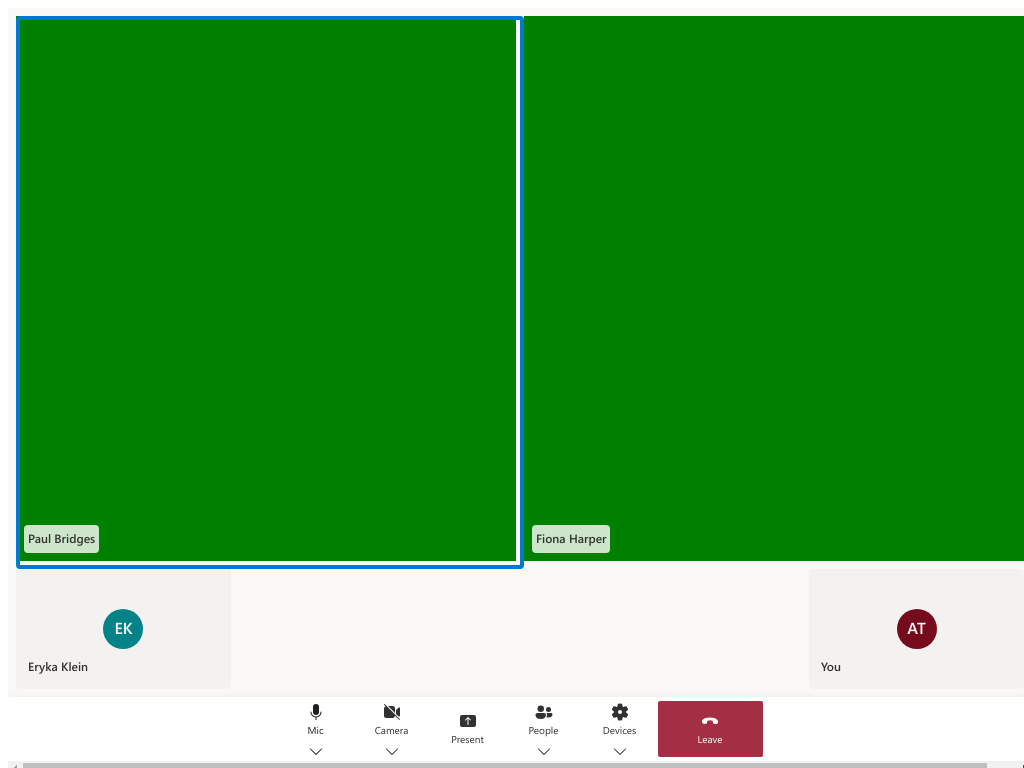 Paul Bridges
Fiona Harper
EK
Eryka Klein
AT
You
Mic
Camera
Present
People
Devices
Leave